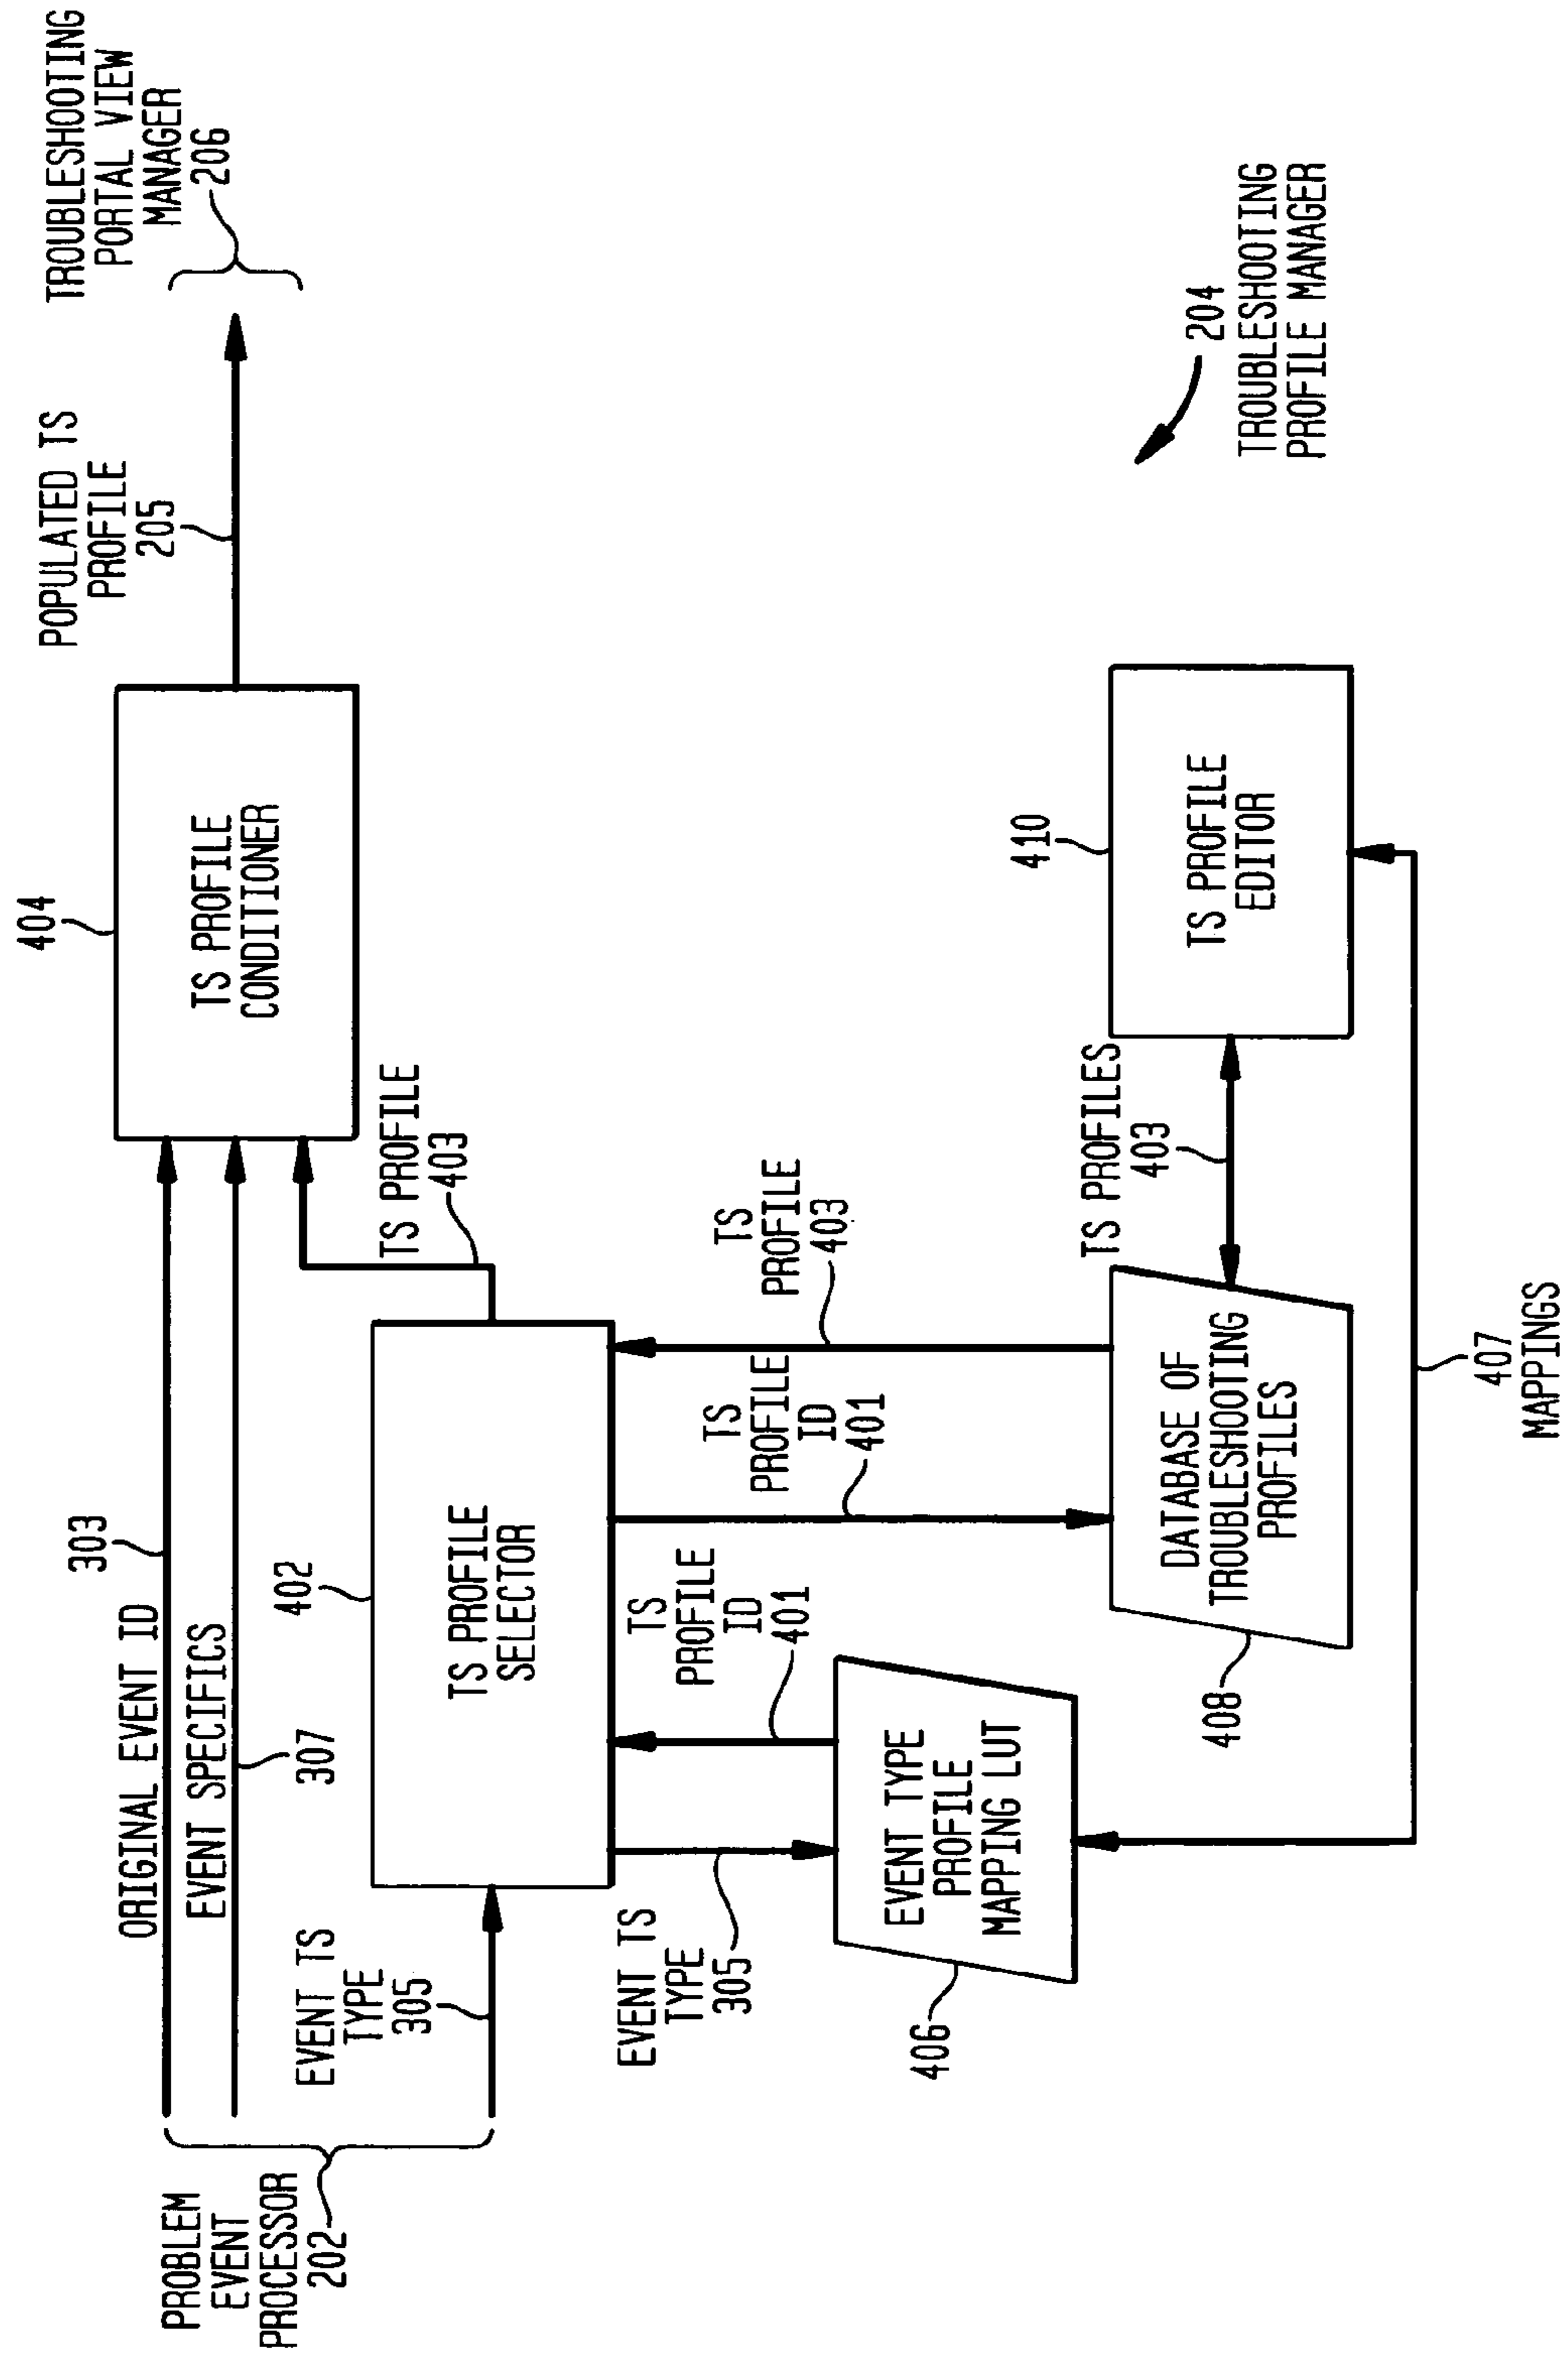 TROUBLESHOOTING
PORTAL VIEW
MANAGER
206
POPULATED TS
PROFILE
205
404
TS PROFILE
CONDITIONER
303
ORIGINAL EVENT ID
EVENT SPECIFICS
307
TS PROFILE
403
402
TS PROFILE
SELECTOR
EVENT TS
TYPE
305
PROBLEM
EVENT
PROCESSOR
202
EVENT TS
TYPE
305
TS
PROFILE
ID
401
TS
PROFILE
ID
401
TS
PROFILE
403
406
EVENT TYPE
PROFILE
MAPPING LUT
408
DATABASE OF
TROUBLESHOOTING
PROFILES
TS PROFILES
403
410
TS PROFILE
EDITOR
407
MAPPINGS
204
TROUBLESHOOTING
PROFILE MANAGER